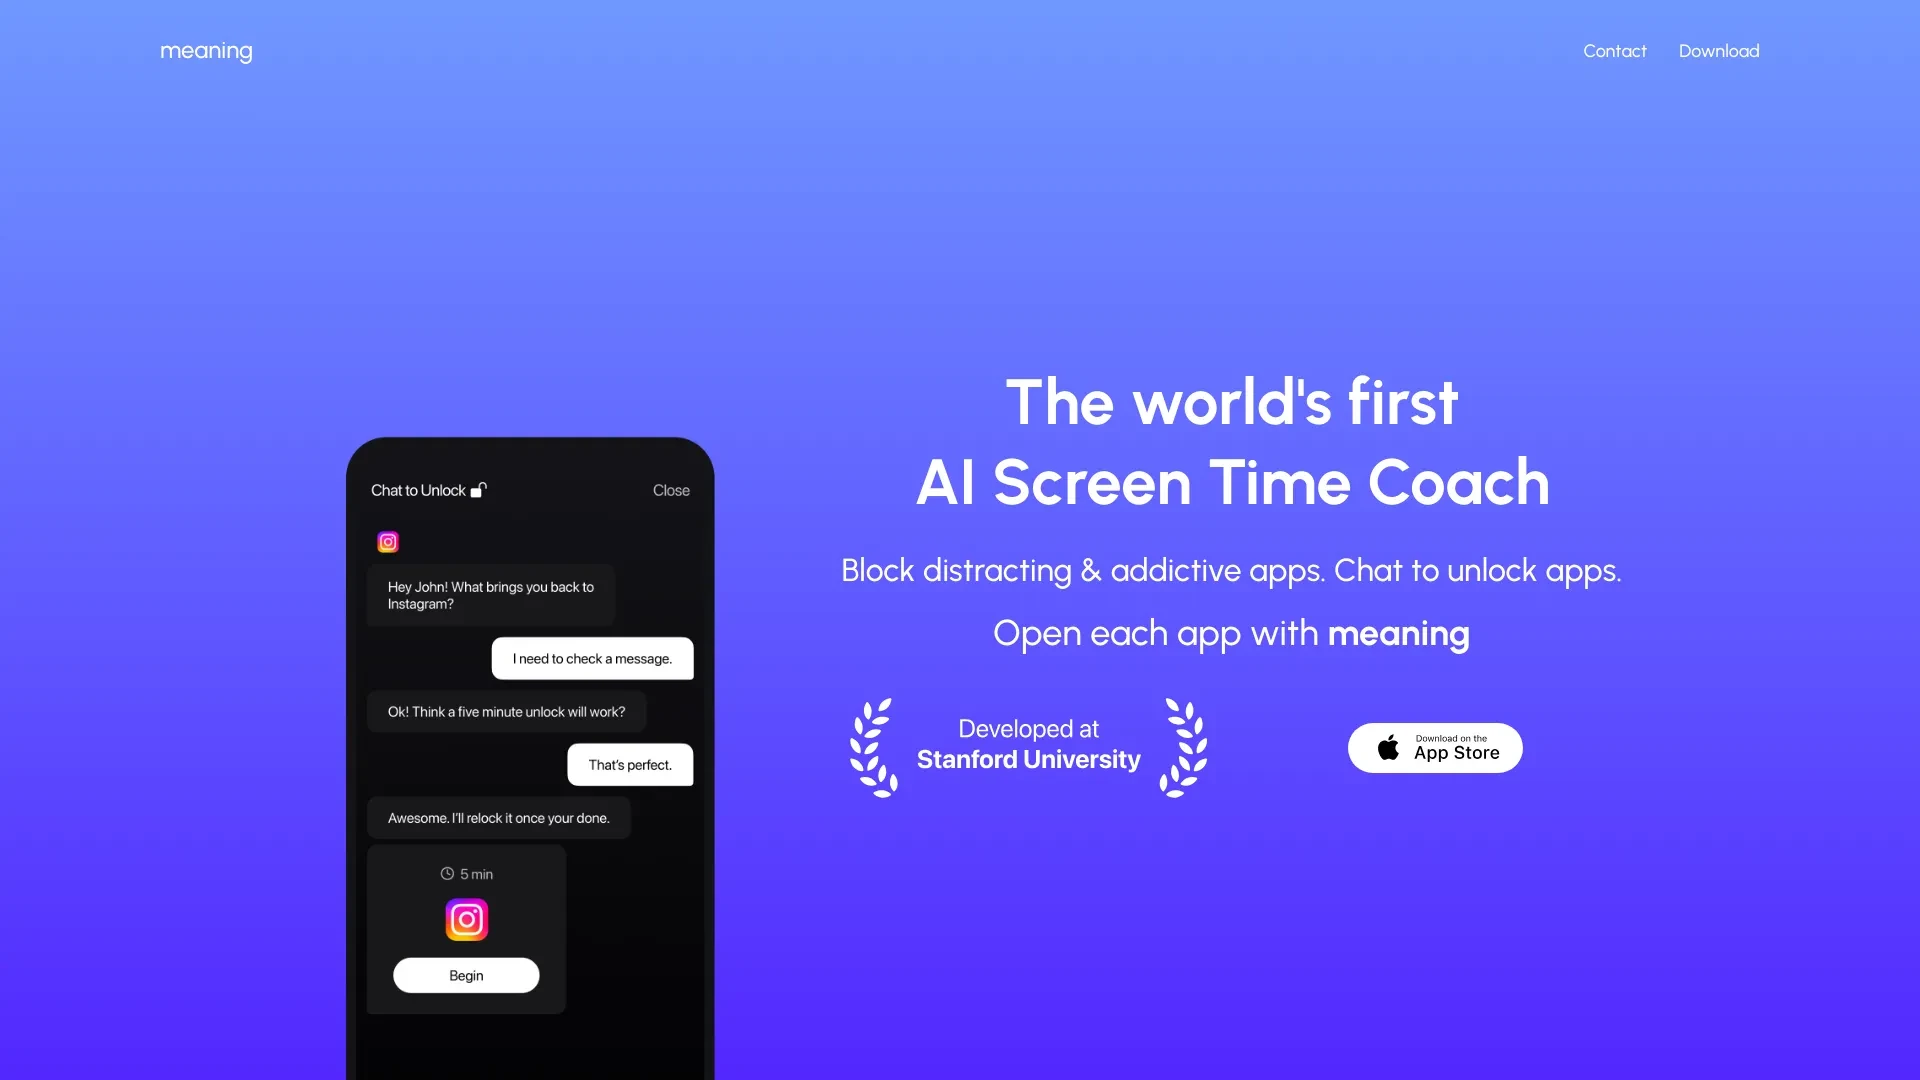 meaning
Contact
Download
Chat to Unlock
Close
Hey John! What brings you back to
Instagram?
I need to check a message.
Ok! Think a five minute unlock will work?
That's perfect.
Awesome. I'll relock it once your done.
5 min
Begin
The world's first
AI Screen Time Coach
Block distracting & addictive apps. Chat to unlock apps.
Open each app with meaning
Developed at
Stanford University
Download on the
App Store